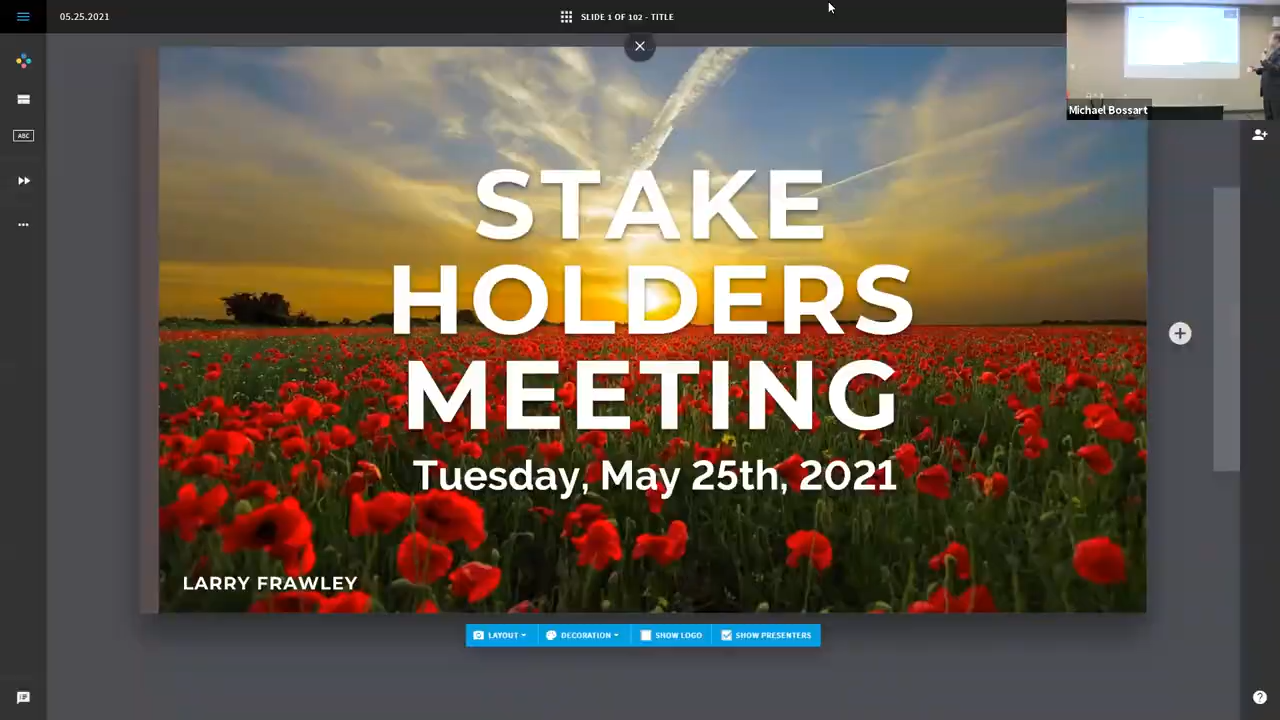 05.25.2021
SLIDE 1 OF 102 - TITLE
Michael Bossart
ABC
STAKE
HOLDERS
MEETING
Tuesday, May 25th, 2021
LARRY FRAWLEY
LAYOUT
DECORATION
SHOW LOGO
SHOW PRESENTERS